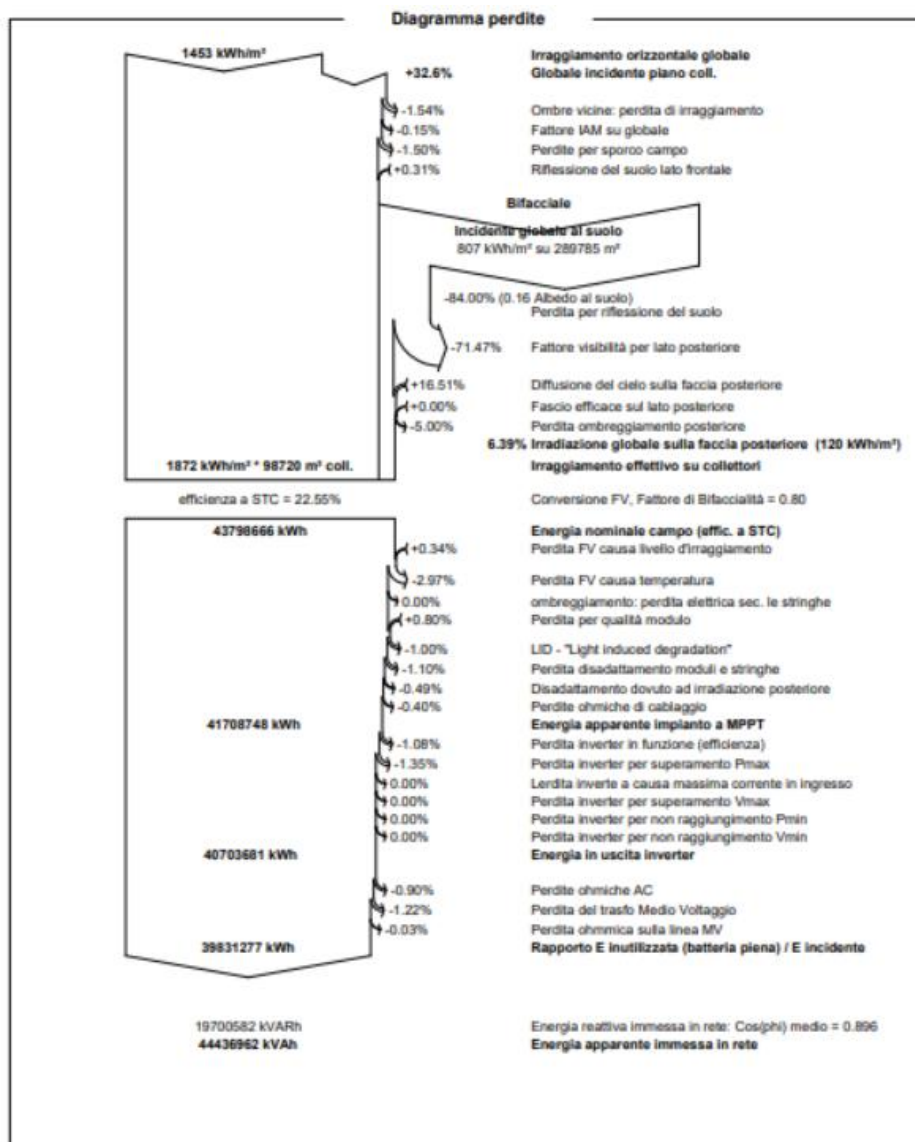 Diagramma perdite
1453 kWh/m²
Irraggiamento orizzontale globale
+32.6% Globale incidente piano coll.
-1.54% Ombre vicine: perdita di irraggiamento
-0.15% Fattore IAM su globale
-1.50% Perdite per sporco campo
+0.31% Riflessione del suolo lato frontale
Bifacciale
Incidente globale al suolo
807 kWh/m² su 289785 m²
-84.00% (0.16 Albedo al suolo)
Perdita per riflessione del suolo
-71.47% Fattore visibilità per lato posteriore
+16.51% Diffusione del cielo sulla faccia posteriore
+0.00% Fascio efficace sul lato posteriore
-5.00% Perdita ombreggiamento posteriore
6.39% Irradiazione globale sulla faccia posteriore (120 kWh/m²)
1872 kWh/m² * 98720 m² coll. Irraggiamento effettivo su collettori
efficienza a STC = 22.55% Conversione FV, Fattore di Bifaccialità = 0.80
43798666 kWh Energia nominale campo (effic. a STC)
+0.34% Perdita FV causa livello d'irraggiamento
-2.97% Perdita FV causa temperatura
0.00% ombreggiamento: perdita elettrica sec. le stringhe
+0.80% Perdita per qualità modulo
-1.00% LID - "Light induced degradation"
-1.10% Perdita disadattamento moduli e stringhe
-0.49% Disadattamento dovuto ad irradiazione posteriore
-0.40% Perdite ohmiche di cablaggio
41708748 kWh Energia apparente impianto a MPPT
-1.08% Perdita inverter in funzione (efficienza)
-1.35% Perdita inverter per superamento Pmax
0.00% Lerdita inverte a causa massima corrente in ingresso
0.00% Perdita inverter per superamento Vmax
0.00% Perdita inverter per non raggiungimento Pmin
0.00% Perdita inverter per non raggiungimento Vmin
40703681 kWh Energia in uscita inverter
-0.90% Perdite ohmiche AC
-1.22% Perdita del trasfo Medio Voltaggio
-0.03% Perdita ohmmica sulla linea MV
39831277 kWh Rapporto E inutilizzata (batteria piena) / E incidente
19700582 kVARh Energia reattiva immessa in rete: Cos(phi) medio = 0.896
44436962 kVAh Energia apparente immessa in rete